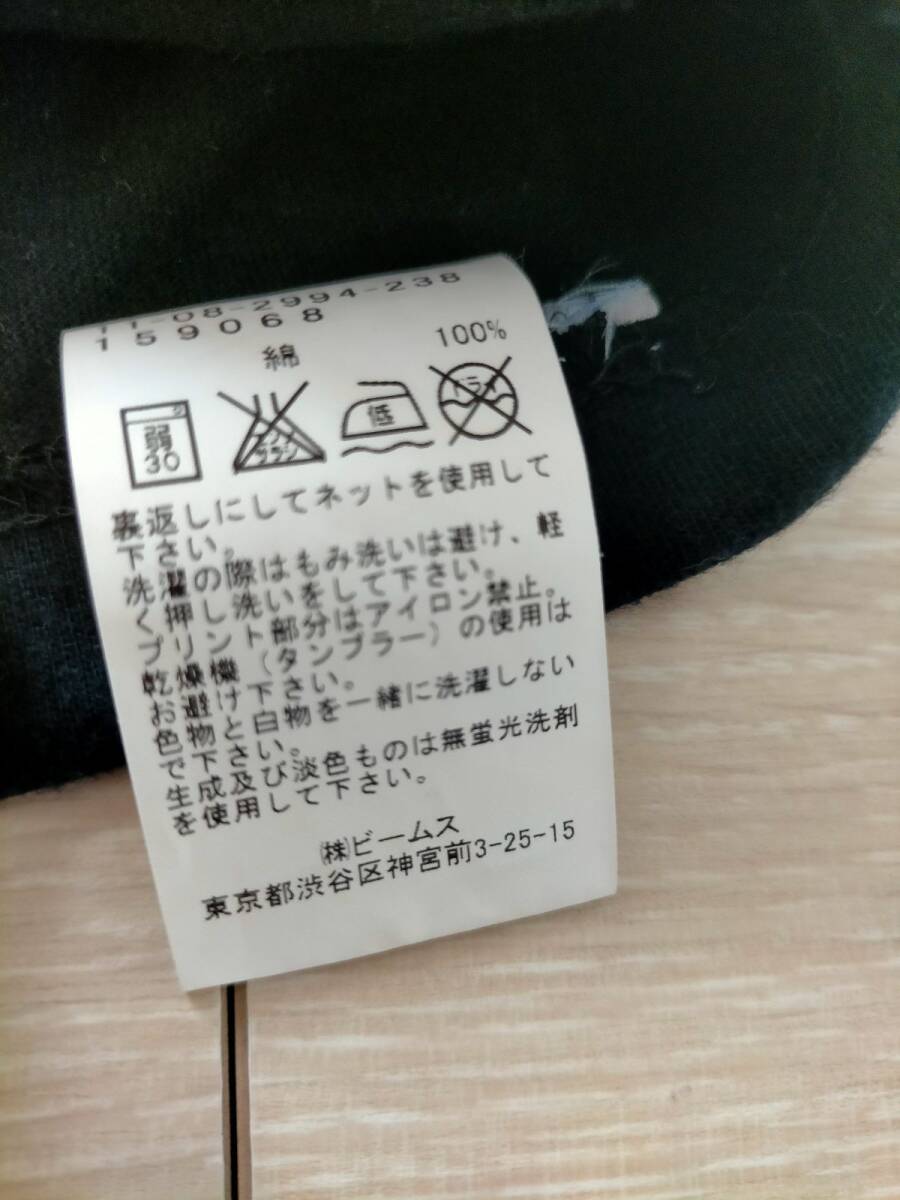 11-08-2994-238
159068
綿 100%
弱
30
エンソ
サラシ
低
ドライ
裏返しにしてネットを使用して
下さい。
洗濯の際はもみ洗いは避け、軽
く押し洗いをして下さい。
プリント部分はアイロン禁止。
乾燥機(タンブラー)の使用は
お避け下さい。
色物と白物を一緒に洗濯しない
で下さい。
生成及び淡色ものは無蛍光洗剤
を使用して下さい。
㈱ビームス
東京都渋谷区神宮前3-25-15